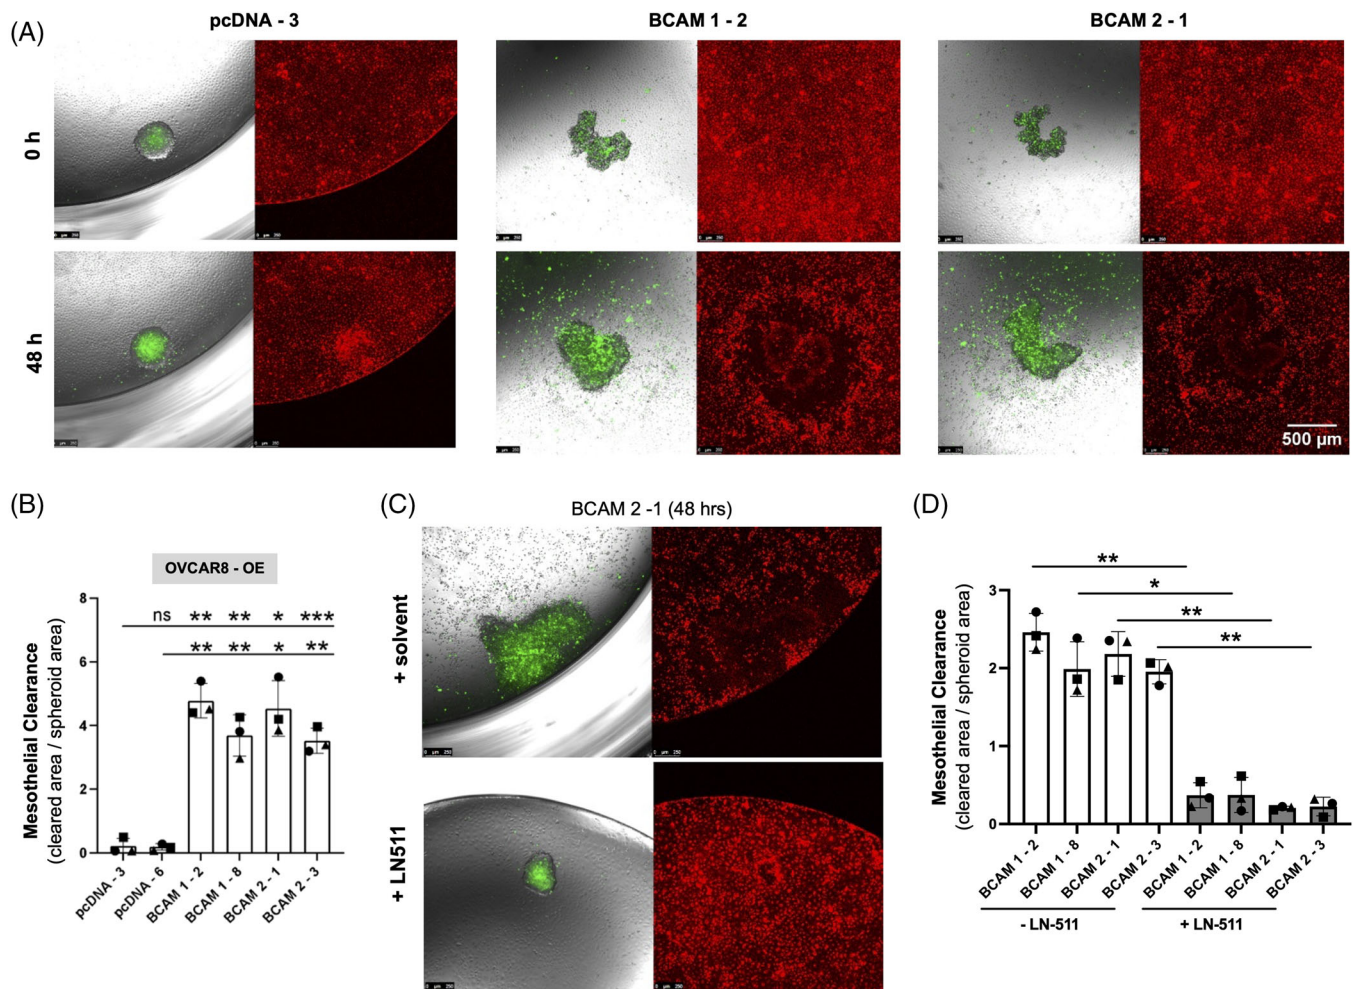 (A)
pcDNA - 3
BCAM 1 - 2
BCAM 2 - 1
0 h
48 h
500 µm
(B)
OVCAR8 - OE
Mesothelial Clearance
(cleared area / spheroid area)
8
6
4
2
0
ns ** ** * ***
** ** * **
pcDNA - 3
pcDNA - 6
BCAM 1 - 2
BCAM 1 - 8
BCAM 2 - 1
BCAM 2 - 3
(C)
BCAM 2 -1 (48 hrs)
+ solvent
+ LN511
(D)
Mesothelial Clearance
(cleared area / spheroid area)
3
2
1
0
**
*
**
**
BCAM 1 - 2
BCAM 1 - 8
BCAM 2 - 1
BCAM 2 - 3
BCAM 1 - 2
BCAM 1 - 8
BCAM 2 - 1
BCAM 2 - 3
- LN-511
+ LN-511